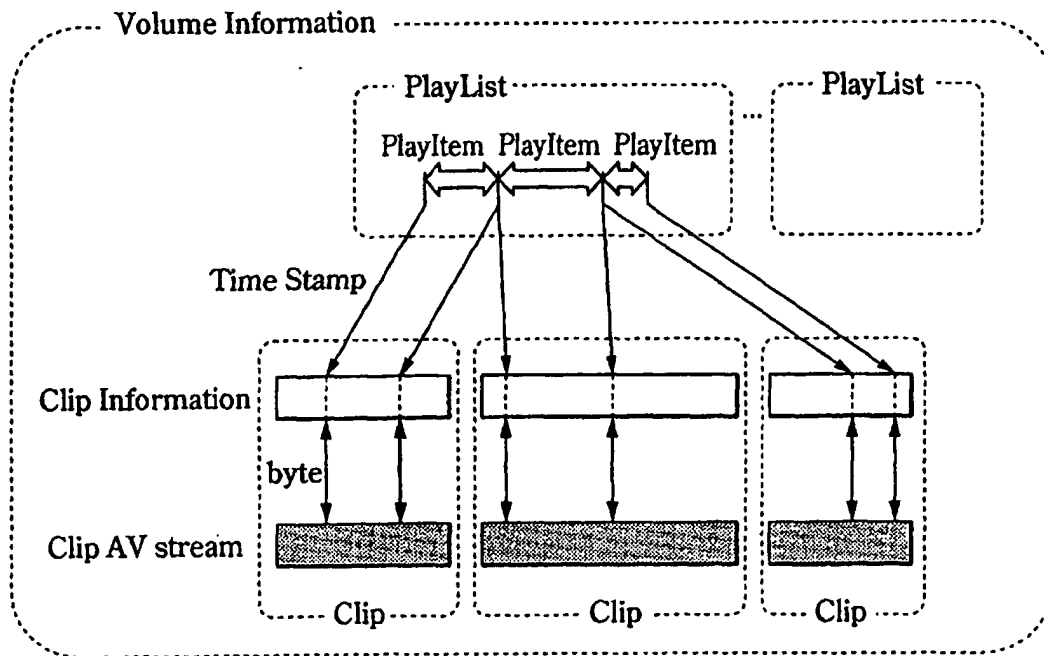 Volume Information
PlayList
PlayList
...
PlayItem PlayItem PlayItem
Time Stamp
Clip Information
byte
Clip AV stream
Clip
Clip
Clip